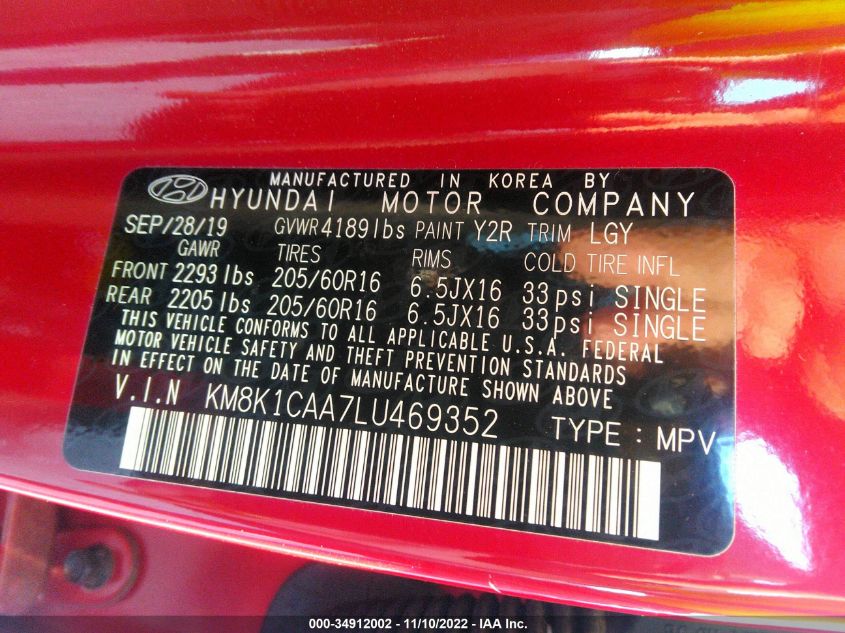 MANUFACTURED IN KOREA BY
HYUNDAI MOTOR COMPANY
SEP/28/19 GVWR 4189lbs PAINT Y2R TRIM LGY
GAWR TIRES RIMS COLD TIRE INFL
FRONT 2293lbs 205/60R16 6.5JX16 33psi SINGLE
REAR 2205lbs 205/60R16 6.5JX16 33psi SINGLE
THIS VEHICLE CONFORMS TO ALL APPLICABLE U.S.A. FEDERAL
MOTOR VEHICLE SAFETY AND THEFT PREVENTION STANDARDS
IN EFFECT ON THE DATE OF MANUFACTURE SHOWN ABOVE
V.I.N KM8K1CAA7LU469352 TYPE : MPV
000-34912002 - 11/10/2022 - IAA Inc.